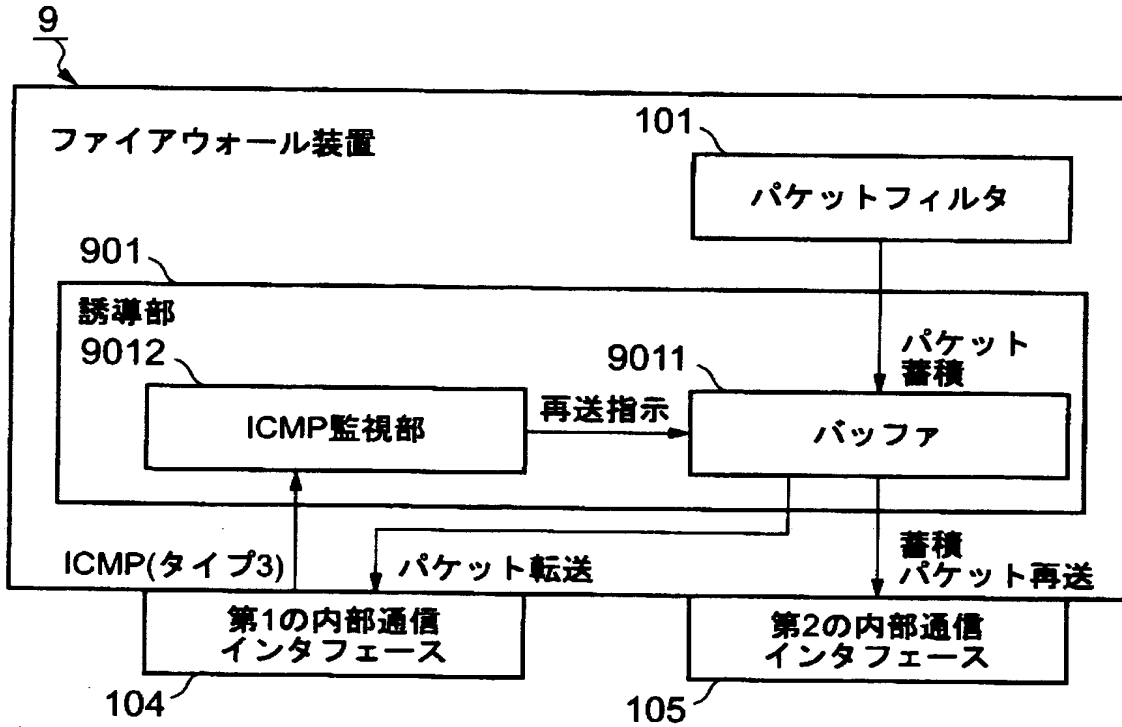 9
ファイアウォール装置
101
パケットフィルタ
901
誘導部
9012
9011
パケット
蓄積
ICMP監視部
再送指示
バッファ
ICMP(タイプ3)
パケット転送
蓄積
パケット再送
第1の内部通信
インタフェース
第2の内部通信
インタフェース
104
105